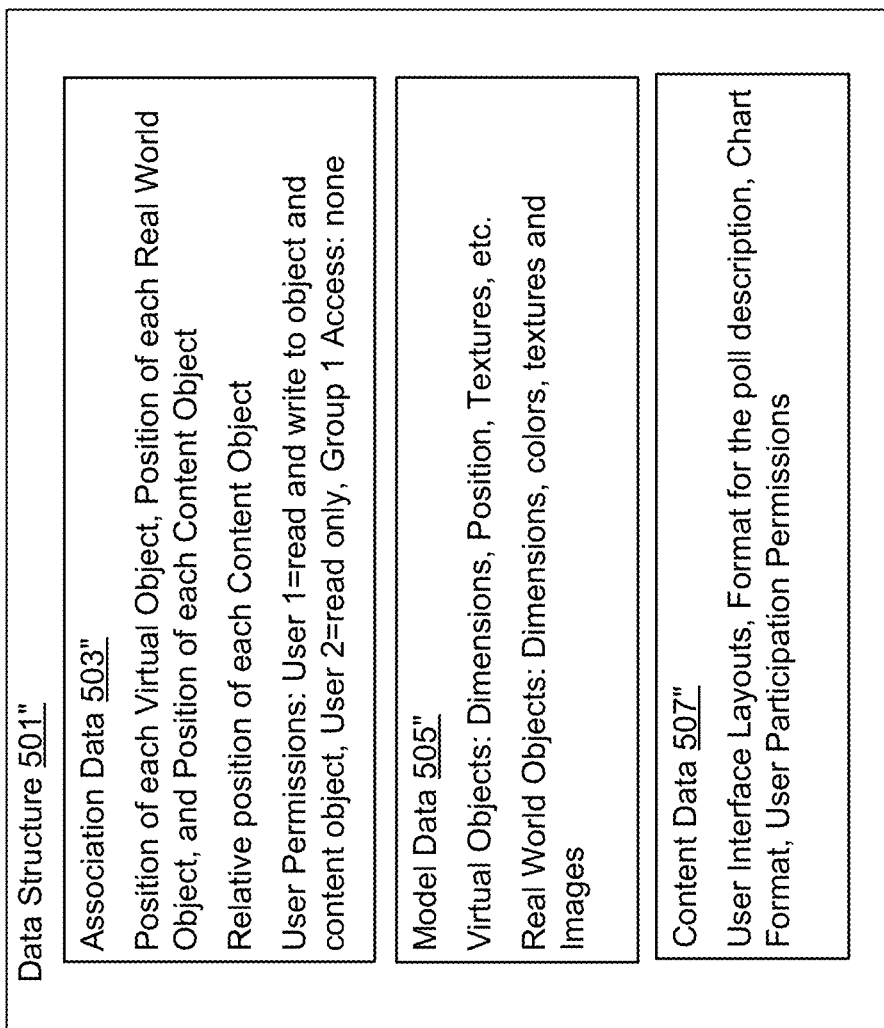 Data Structure 501"
Association Data 503"
Position of each Virtual Object, Position of each Real World
Object, and Position of each Content Object
Relative position of each Content Object
User Permissions: User 1=read and write to object and
content object, User 2=read only, Group 1 Access: none
Model Data 505"
Virtual Objects: Dimensions, Position, Textures, etc.
Real World Objects: Dimensions, colors, textures and
Images
Content Data 507"
User Interface Layouts, Format for the poll description, Chart
Format, User Participation Permissions